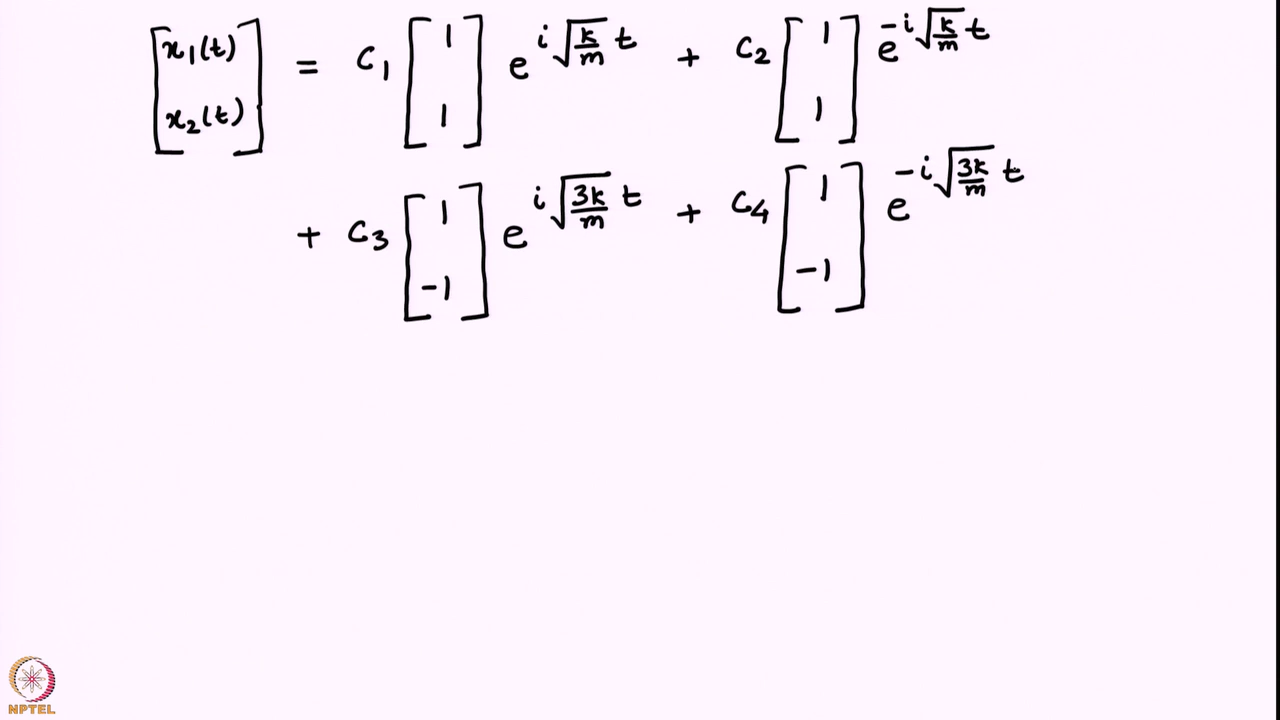 [x₁(t) x₂(t)] = C₁ [1 1] e^{i√(k/m) t} + C₂ [1 1] e^{-i√(k/m) t}
+ C₃ [1 -1] e^{i√(3k/m) t} + C₄ [1 -1] e^{-i√(3k/m) t}
NPTEL